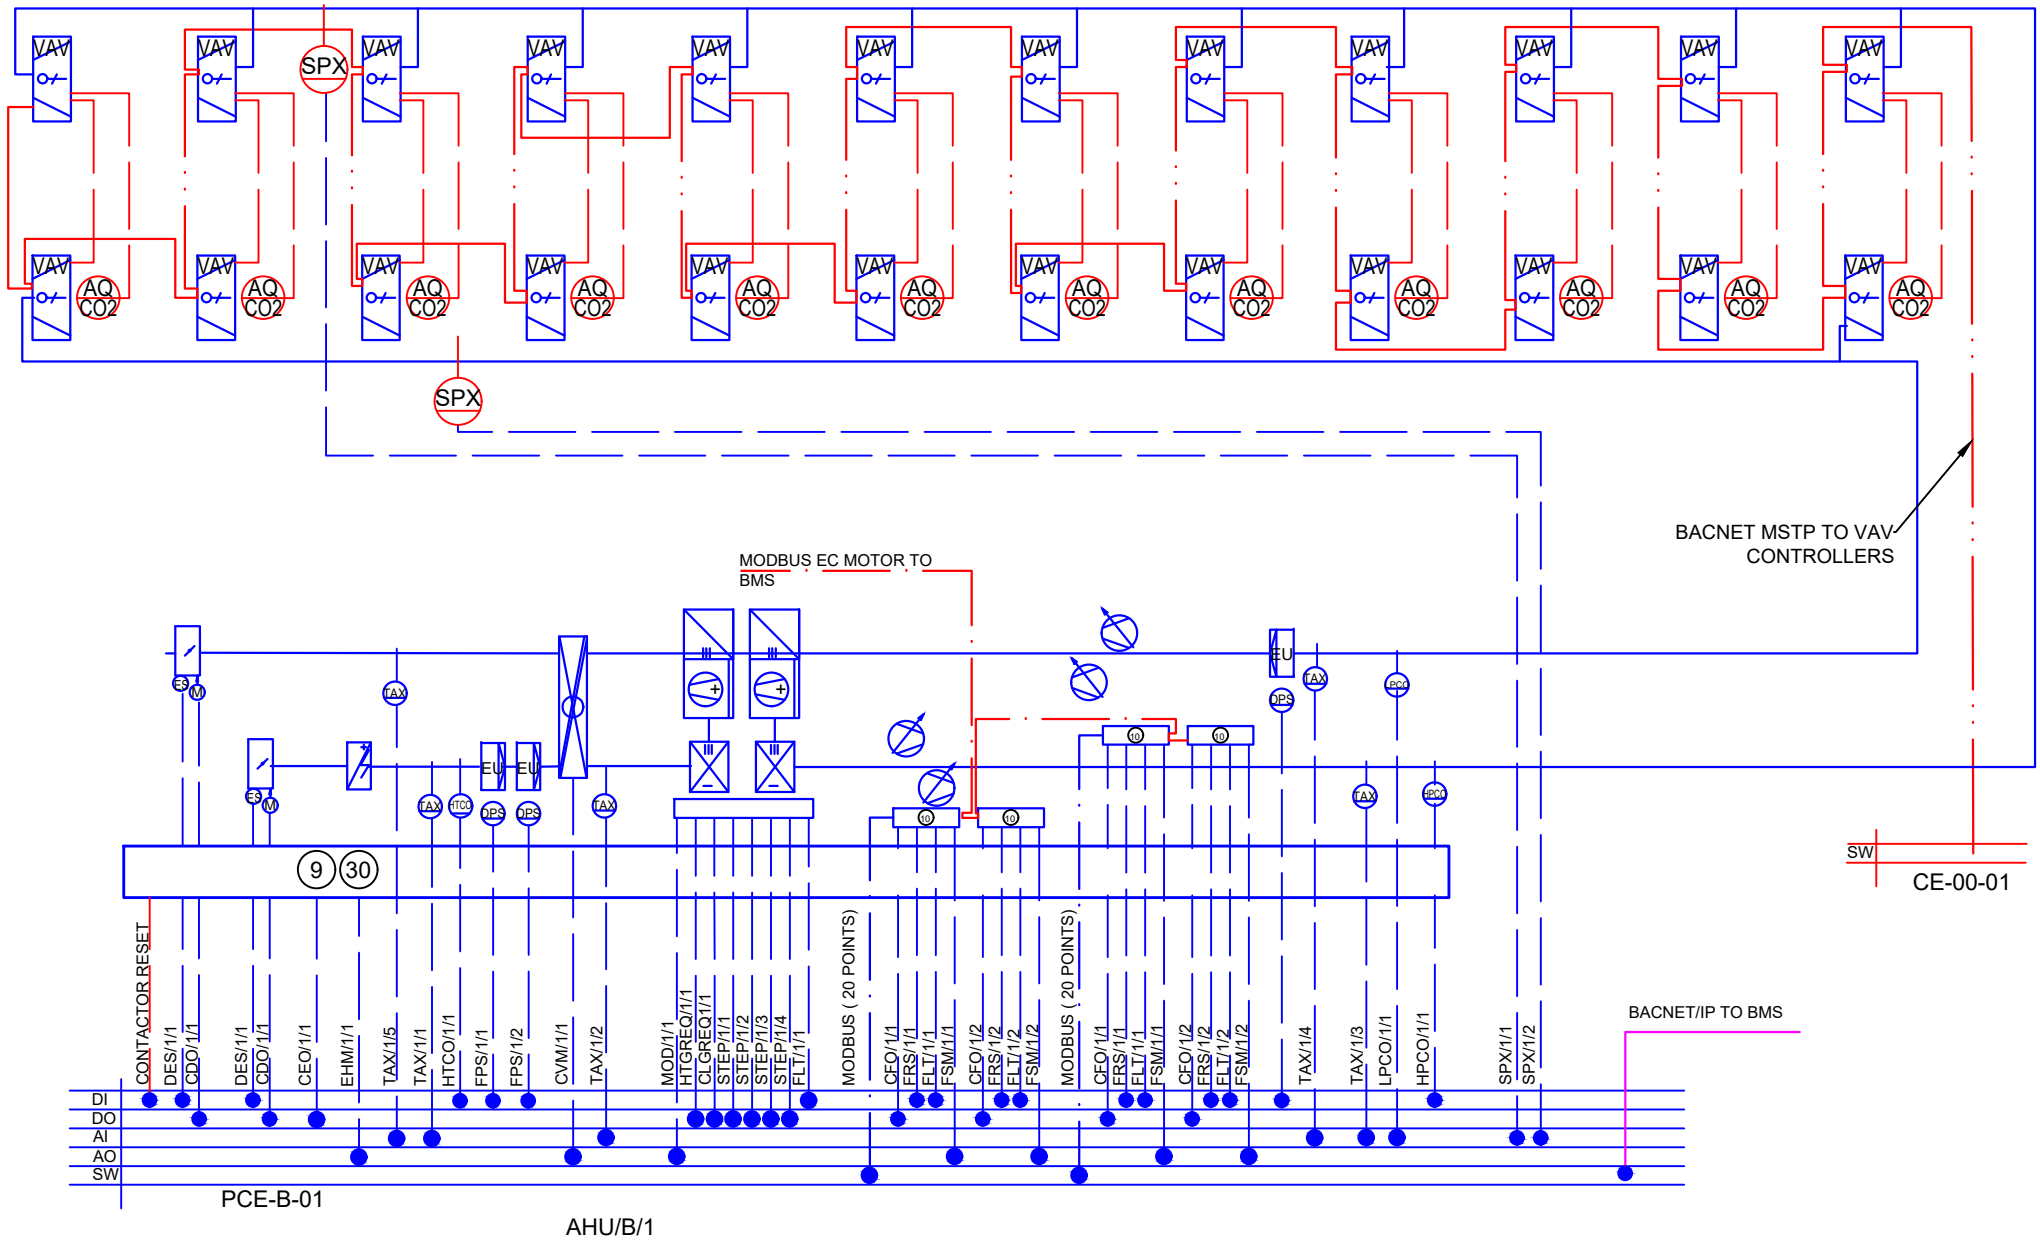 VAV VAV VAV VAV VAV VAV VAV VAV VAV VAV VAV VAV
SPX
VAV VAV VAV VAV VAV VAV VAV VAV VAV VAV VAV VAV
AQ AQ AQ AQ AQ AQ AQ AQ AQ AQ AQ AQ
CO2 CO2 CO2 CO2 CO2 CO2 CO2 CO2 CO2 CO2 CO2 CO2
SPX
BACNET MSTP TO VAV
CONTROLLERS
MODBUS EC MOTOR TO
BMS
EU
ES M TAX DPS TAX LPCO
EU EU
ES M TAX HTCO DPS DPS TAX TAX HPCO
10 10
10 10
9 30
SW
CE-00-01
CONTACTOR RESET
DES/1/1
CDO/1/1
DES/1/1
CDO/1/1
CEO/1/1
EHM/1/1
TAX/1/5
TAX/1/1
HTCO/1/1
FPS/1/1
FPS/1/2
CVM/1/1
TAX/1/2
MOD/1/1
HTGREQ/1/1
CLGREQ1/1
STEP/1/1
STEP/1/2
STEP/1/3
STEP/1/4
FLT/1/1
MODBUS ( 20 POINTS)
CFO/1/1
FRS/1/1
FLT/1/1
FSM/1/1
CFO/1/2
FRS/1/2
FLT/1/2
FSM/1/2
MODBUS ( 20 POINTS)
CFO/1/1
FRS/1/1
FLT/1/1
FSM/1/1
CFO/1/2
FRS/1/2
FLT/1/2
FSM/1/2
TAX/1/4
TAX/1/3
LPCO/1/1
HPCO/1/1
SPX/1/1
SPX/1/2
BACNET/IP TO BMS
DI
DO
AI
AO
SW
PCE-B-01
AHU/B/1